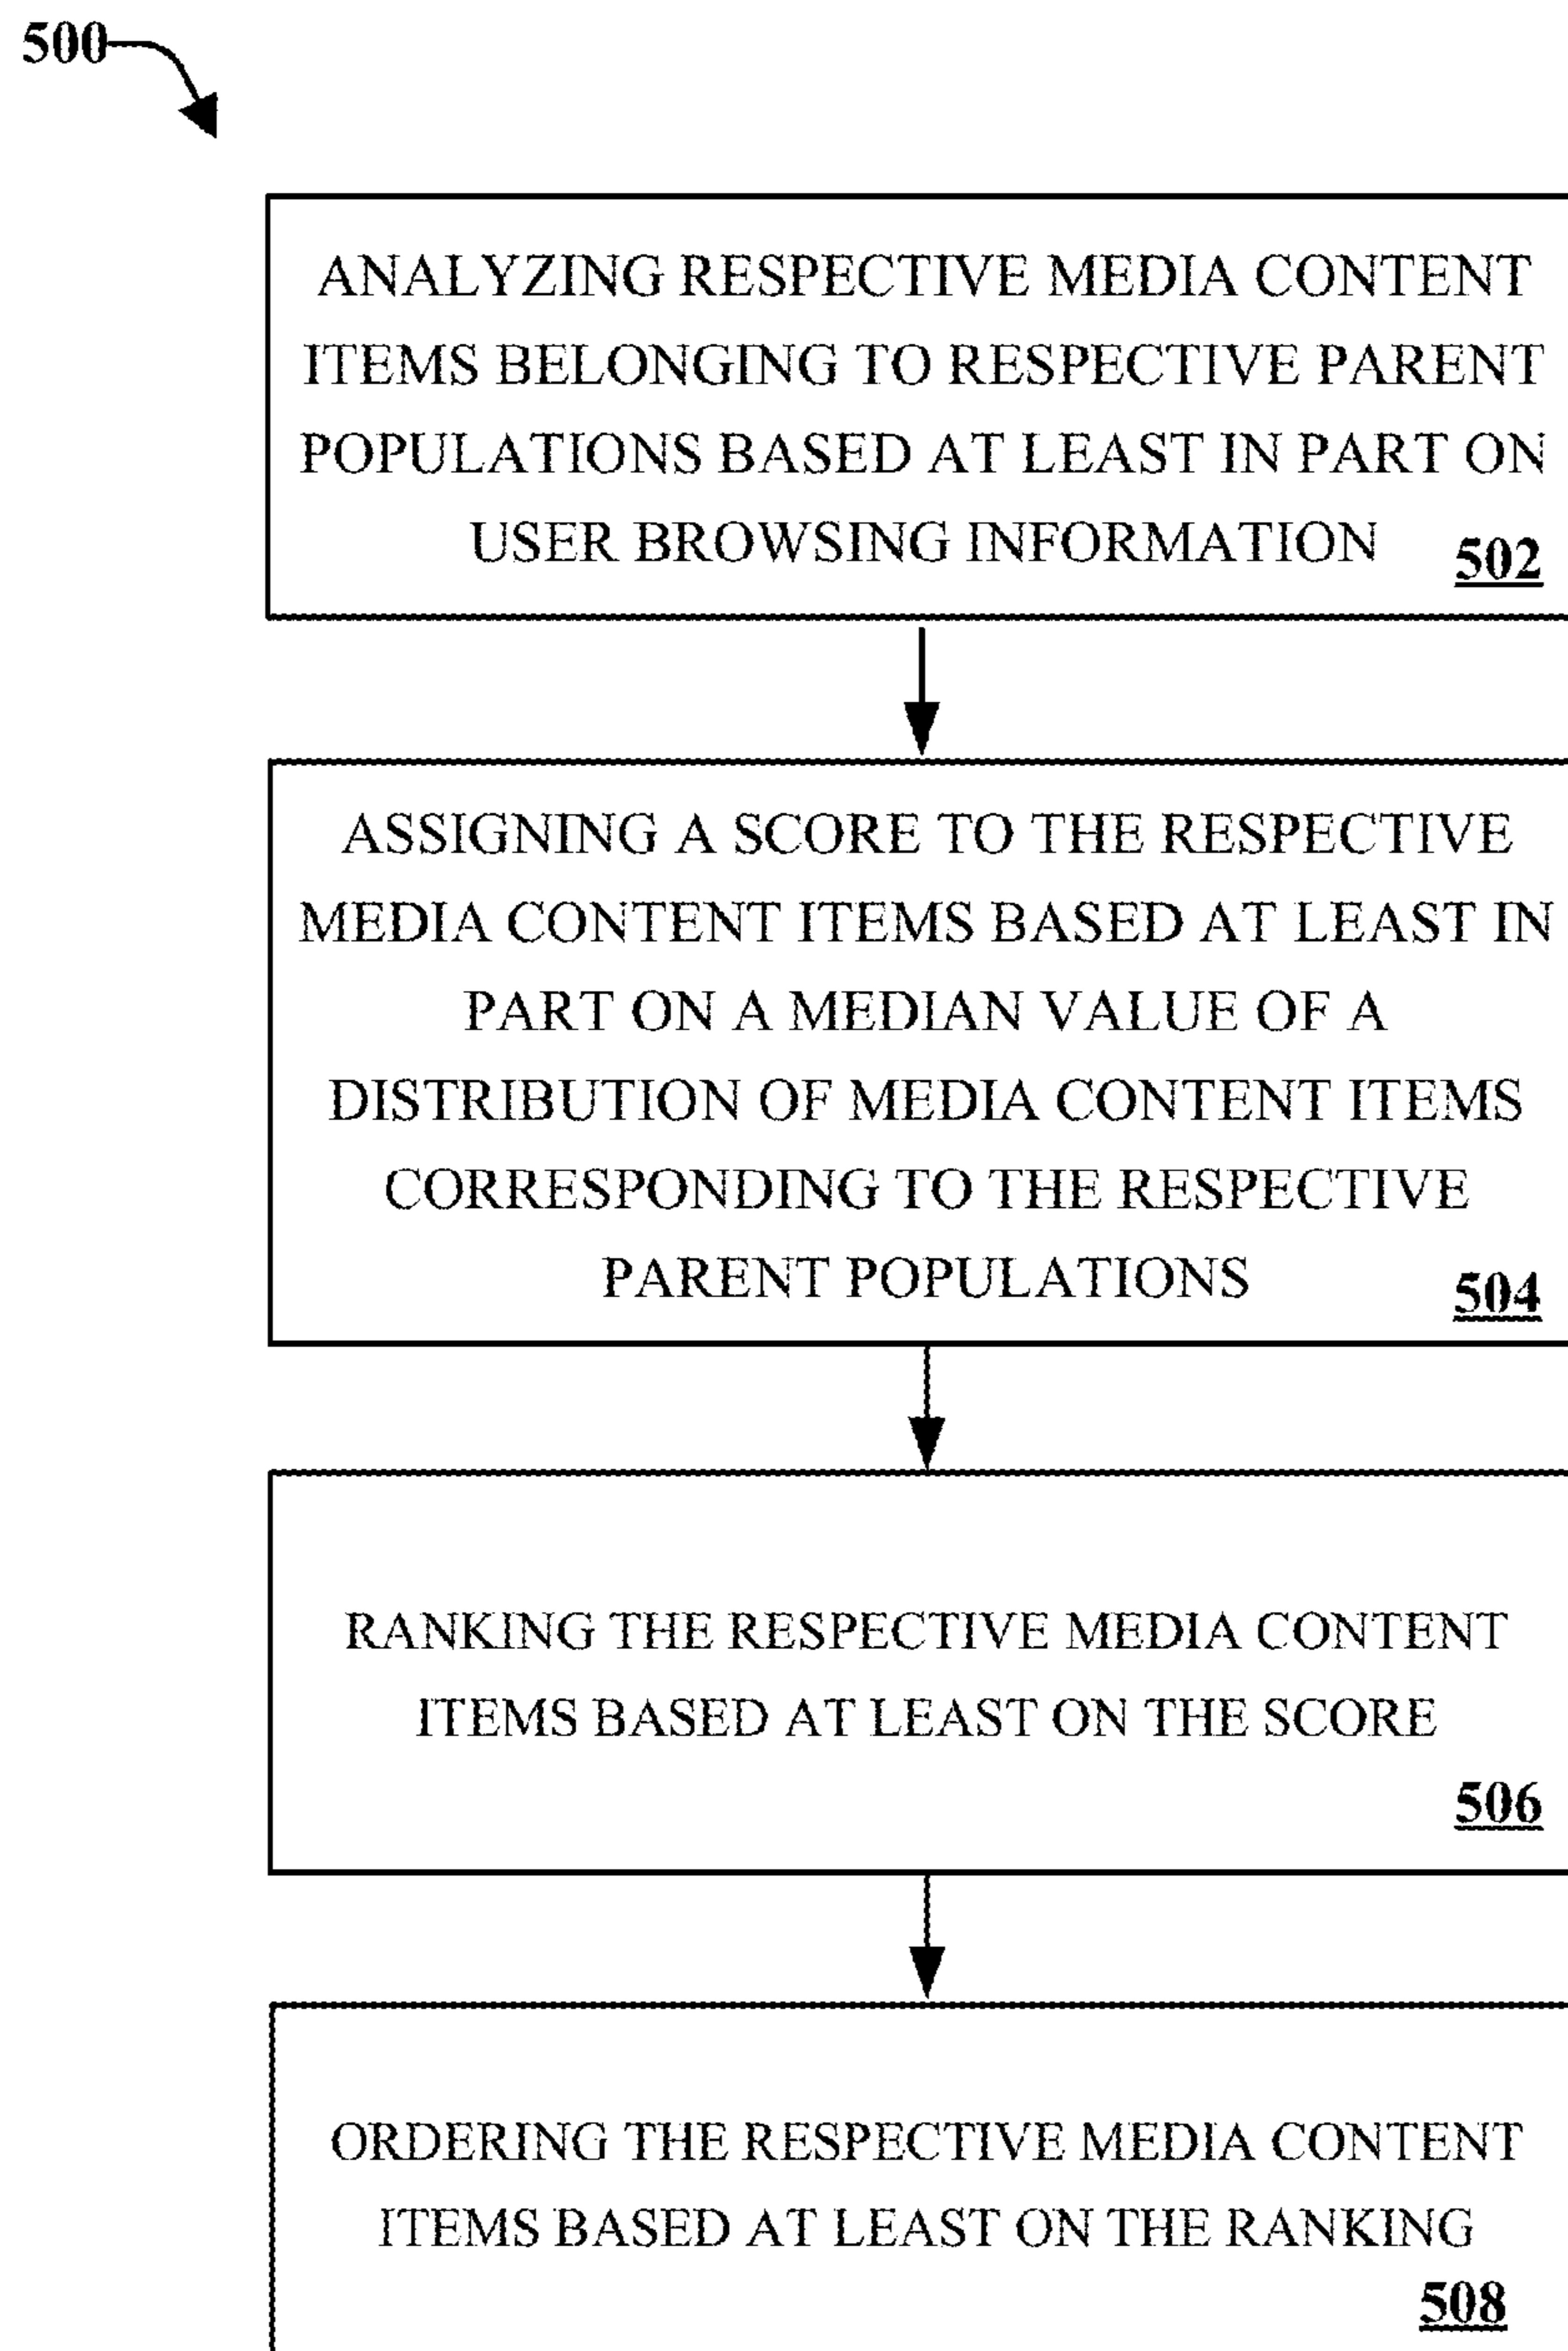 500
ANALYZING RESPECTIVE MEDIA CONTENT
ITEMS BELONGING TO RESPECTIVE PARENT
POPULATIONS BASED AT LEAST IN PART ON
USER BROWSING INFORMATION
502
ASSIGNING A SCORE TO THE RESPECTIVE
MEDIA CONTENT ITEMS BASED AT LEAST IN
PART ON A MEDIAN VALUE OF A
DISTRIBUTION OF MEDIA CONTENT ITEMS
CORRESPONDING TO THE RESPECTIVE
PARENT POPULATIONS
504
RANKING THE RESPECTIVE MEDIA CONTENT
ITEMS BASED AT LEAST ON THE SCORE
506
ORDERING THE RESPECTIVE MEDIA CONTENT
ITEMS BASED AT LEAST ON THE RANKING
508